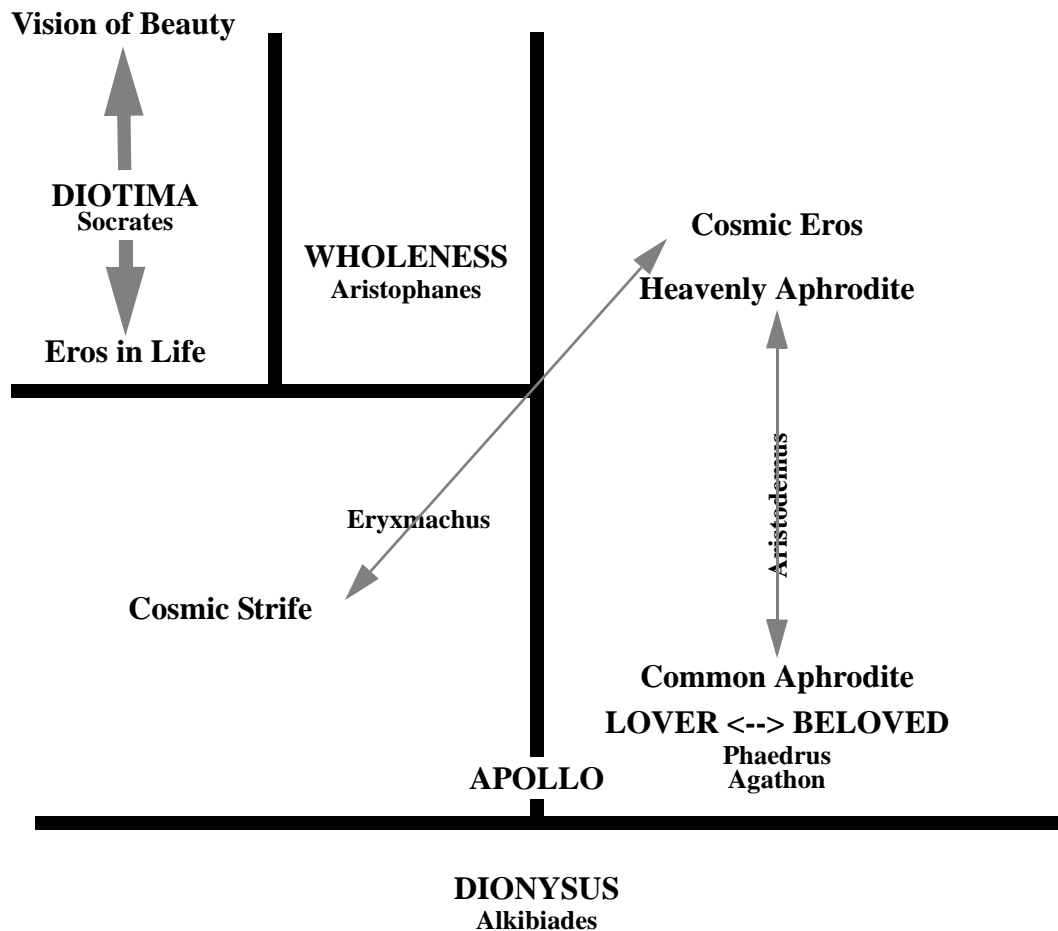 Vision of Beauty
DIOTIMA
Socrates
Eros in Life
WHOLENESS
Aristophanes
Cosmic Eros
Heavenly Aphrodite
Aristodemus
Eryxmachus
Cosmic Strife
Common Aphrodite
LOVER <--> BELOVED
Phaedrus
Agathon
APOLLO
DIONYSUS
Alkibiades